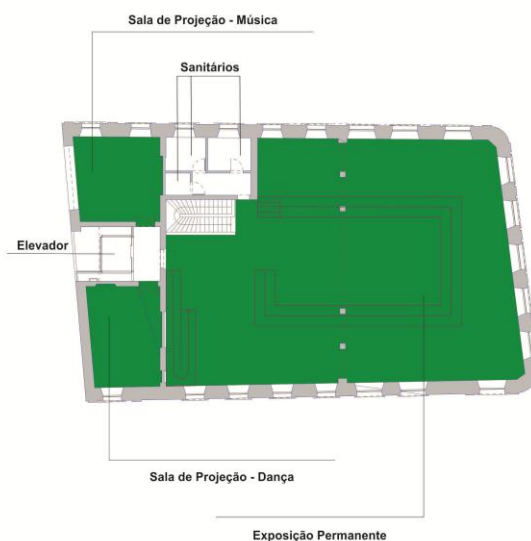 Sala de Projeção - Música
Sanitários
Elevador
Sala de Projeção - Dança
Exposição Permanente